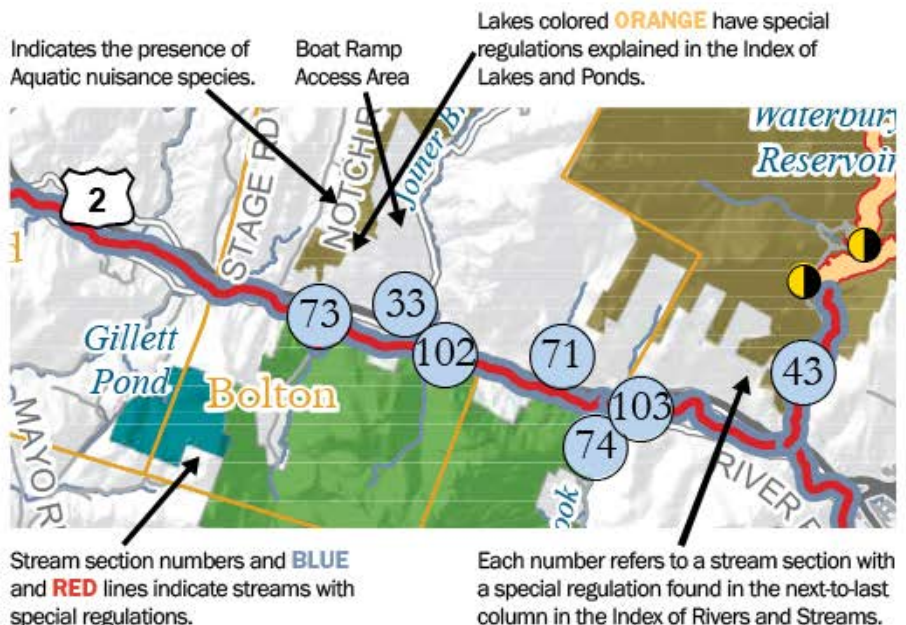 Lakes colored ORANGE have special
regulations explained in the Index of
Lakes and Ponds.
Indicates the presence of
Aquatic nuisance species.
Boat Ramp
Access Area
2
STAGE RD
NOTCH R
Joiner B
Waterbury
Reservoir
d
Gillett
Pond
Bolton
73
33
102
71
103
74
43
MAYOR
ook
RIVER
Stream section numbers and BLUE
and RED lines indicate streams with
special regulations.
Each number refers to a stream section with
a special regulation found in the next-to-last
column in the Index of Rivers and Streams.